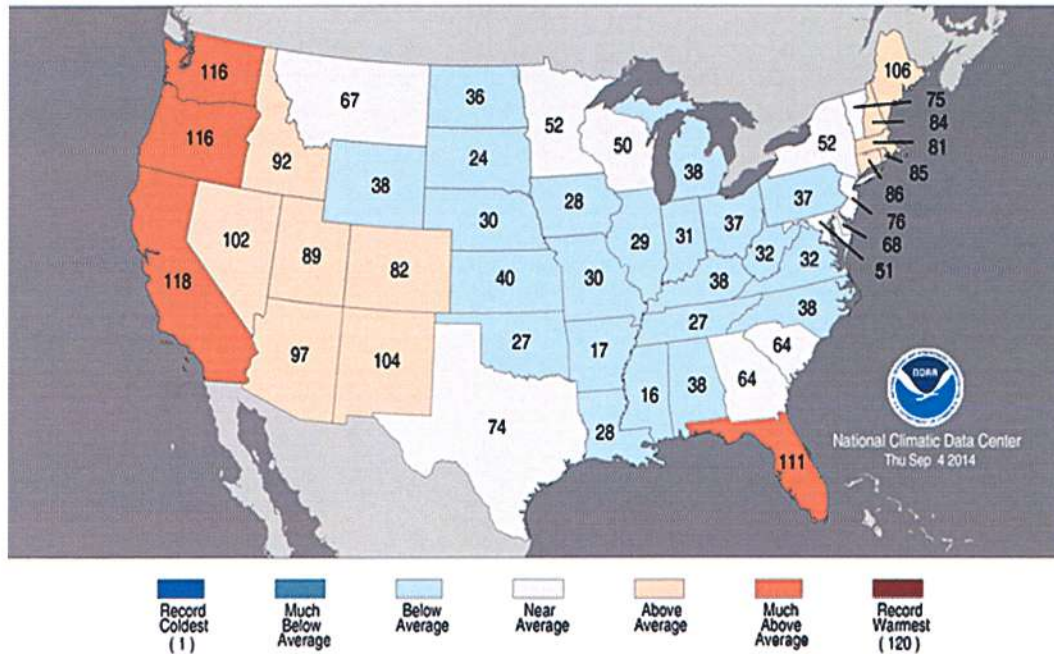 116
106
67
36
75
52
84
116
50
52
81
92
24
85
38
38
37
86
28
76
30
37
102
29
31
68
89
32
82
32
51
118
40
30
38
38
27
97
104
27
17
64
16
38
64
74
28
111
NOAA
National Climatic Data Center
Thu Sep 4 2014
Record
Coldest
(1)
Much
Below
Average
Below
Average
Near
Average
Above
Average
Much
Above
Average
Record
Warmest
(120)